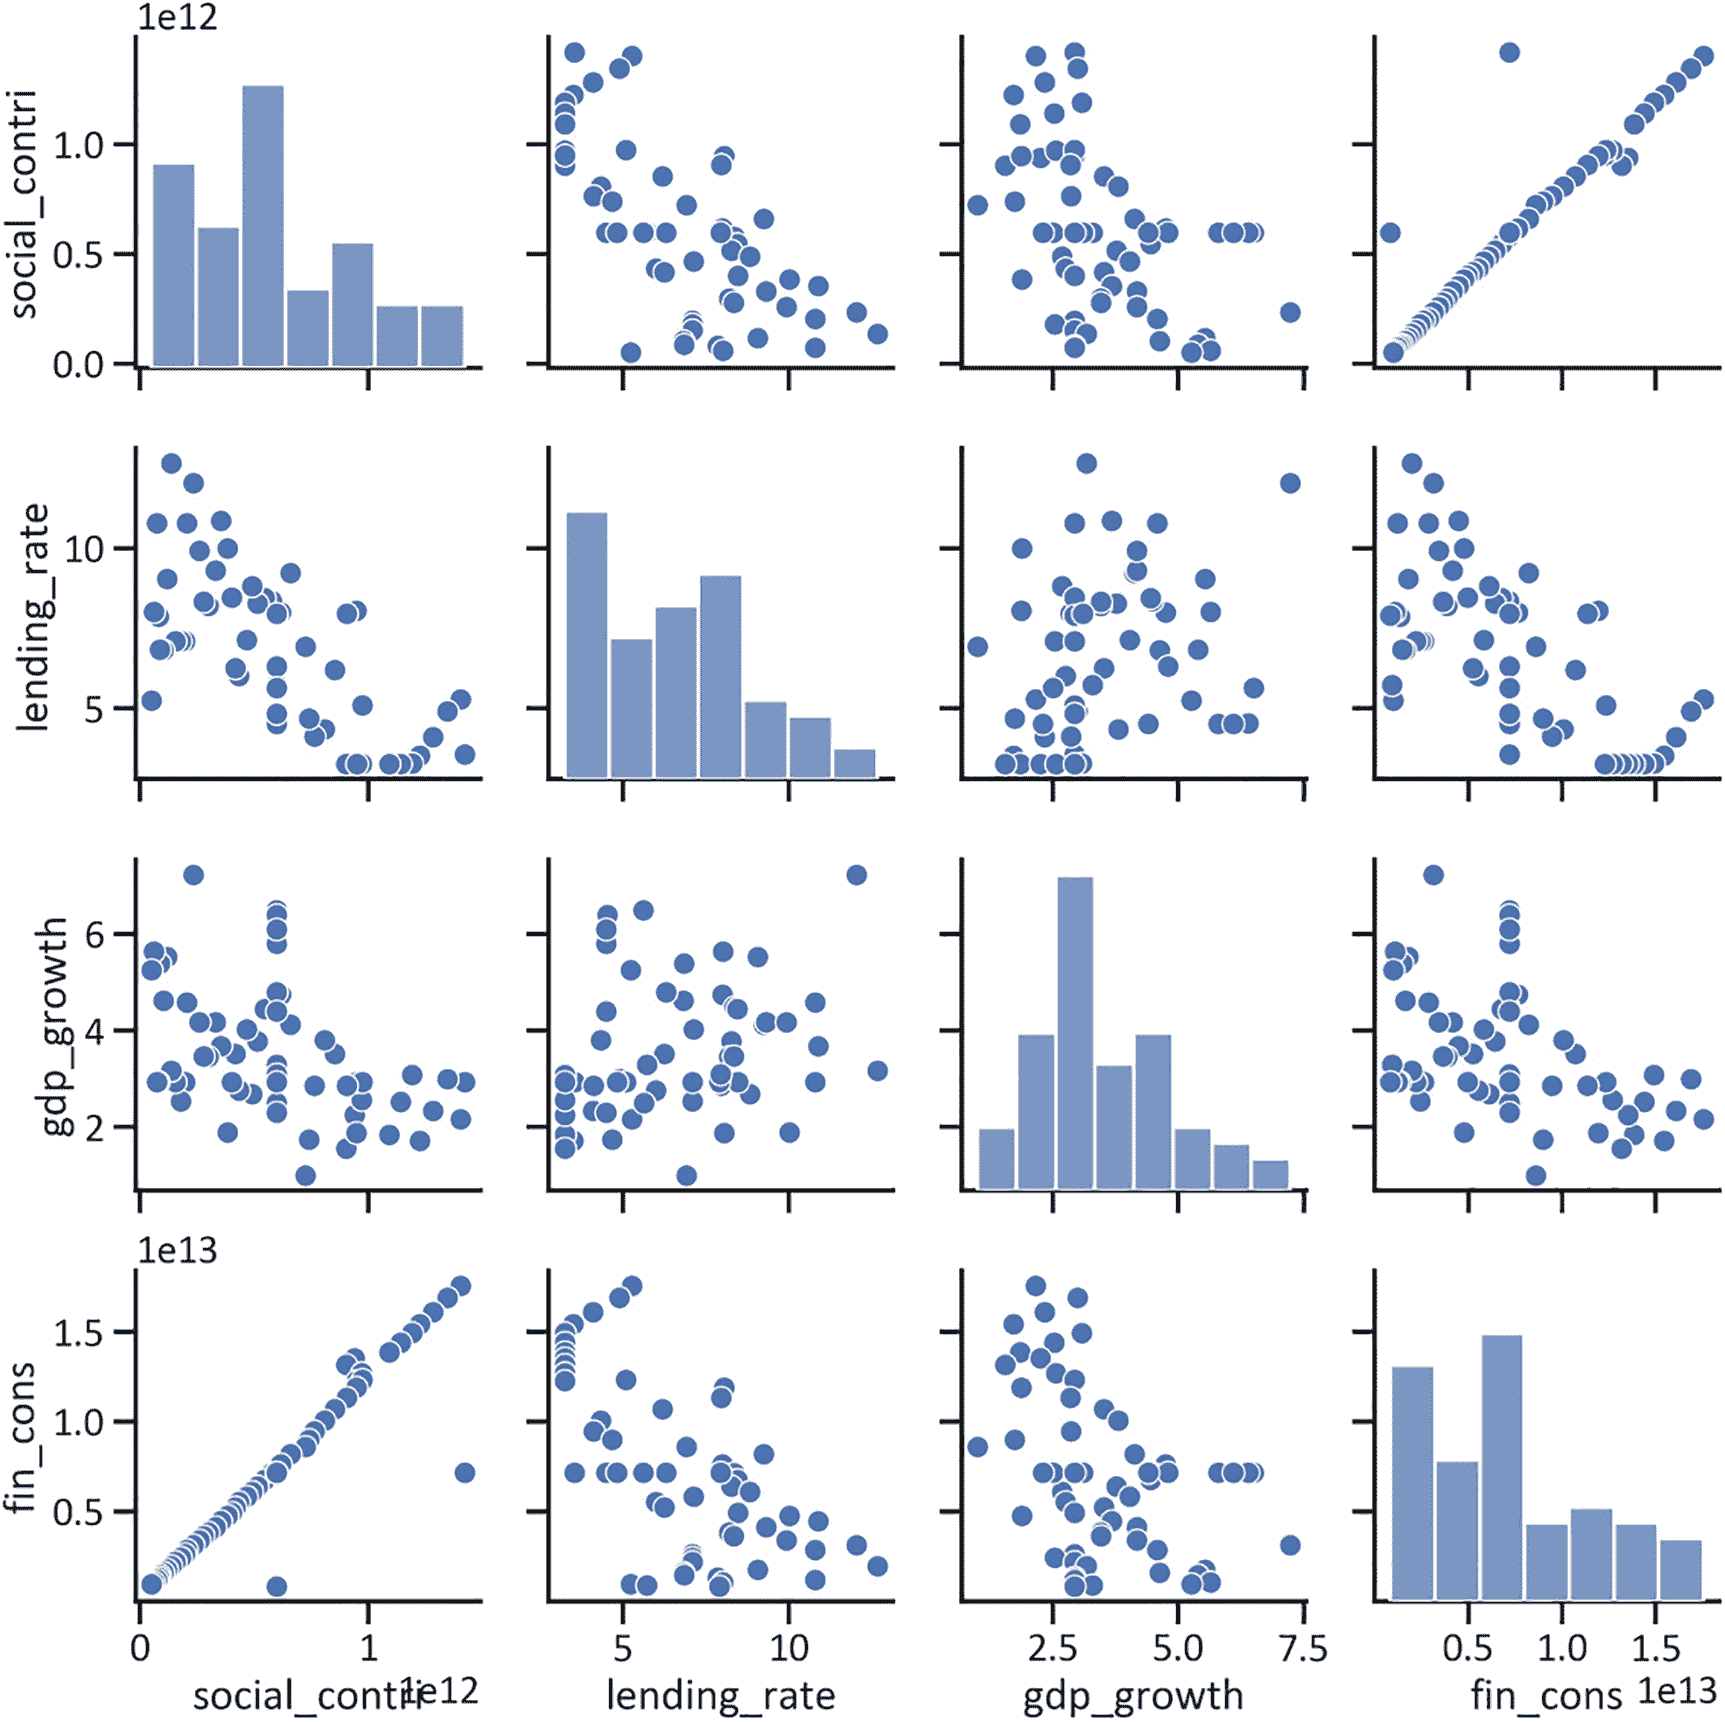 1e12
social_contri
1.0
0.5
0.0
lending_rate
10
5
gdp_growth
6
4
2
1e13
fin_cons
1.5
1.0
0.5
0 1 5 10 2.5 5.0 7.5 0.5 1.0 1.5
social_contri 1e12 lending_rate gdp_growth fin_cons 1e13